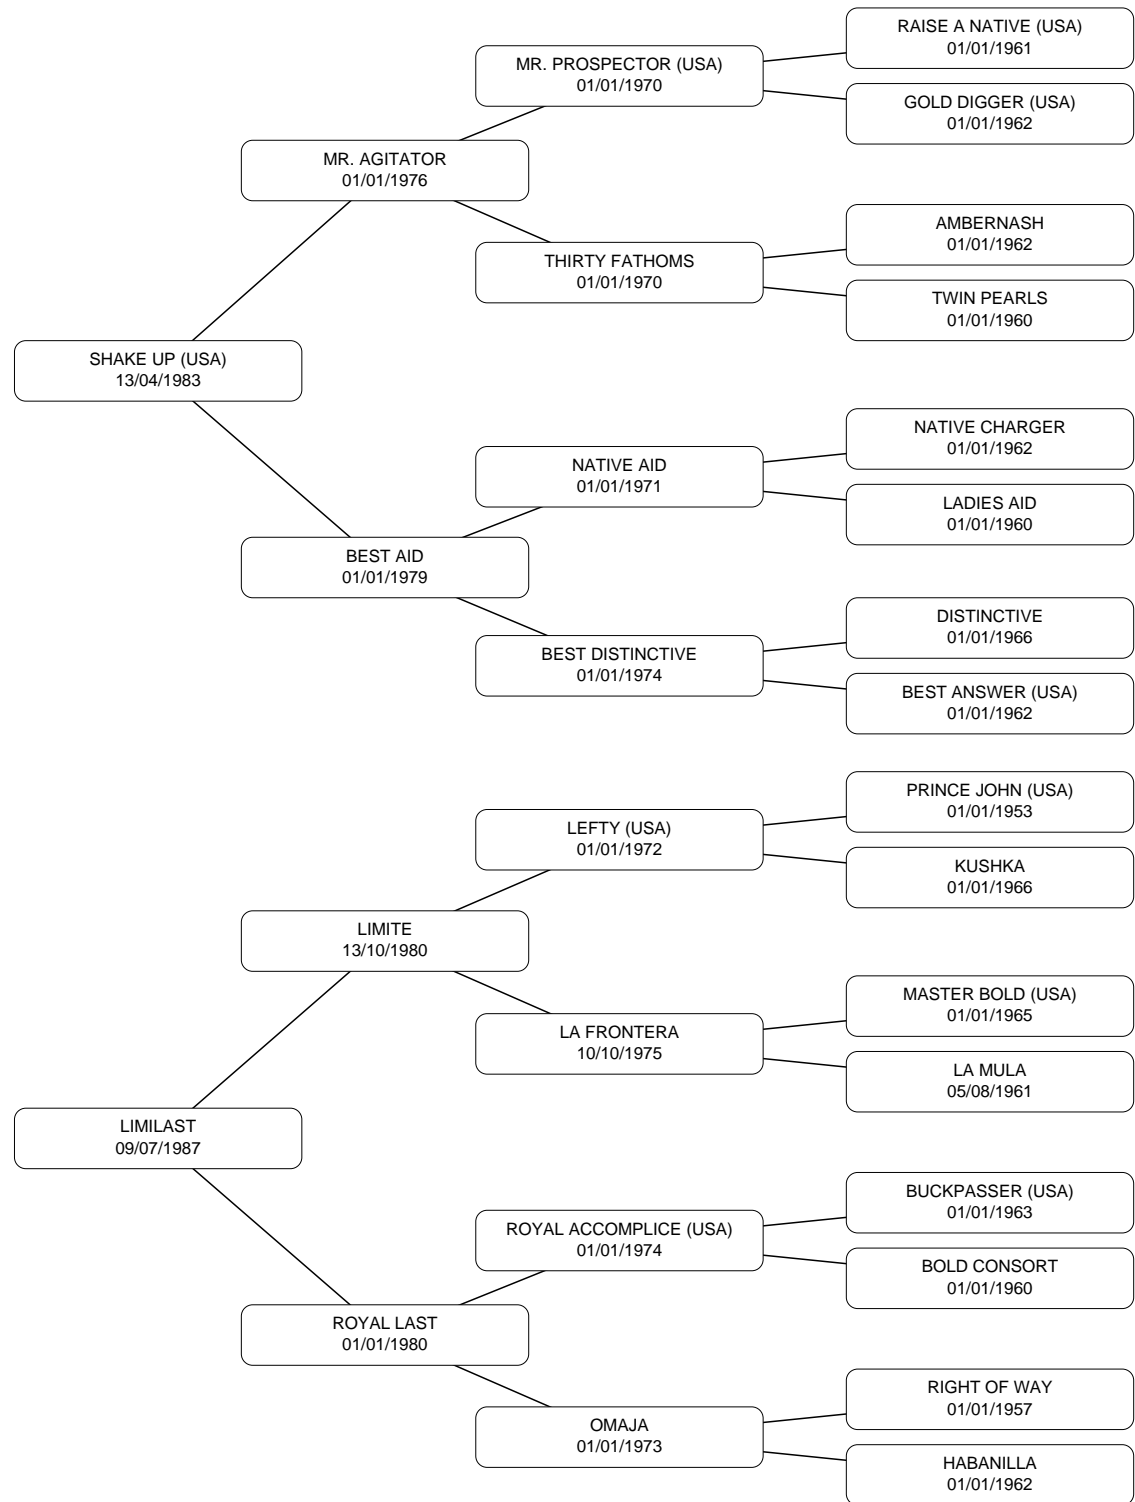 RAISE A NATIVE (USA)
01/01/1961
MR. PROSPECTOR (USA)
01/01/1970
GOLD DIGGER (USA)
01/01/1962
MR. AGITATOR
01/01/1976
AMBERNASH
01/01/1962
THIRTY FATHOMS
01/01/1970
TWIN PEARLS
01/01/1960
SHAKE UP (USA)
13/04/1983
NATIVE CHARGER
01/01/1962
NATIVE AID
01/01/1971
LADIES AID
01/01/1960
BEST AID
01/01/1979
DISTINCTIVE
01/01/1966
BEST DISTINCTIVE
01/01/1974
BEST ANSWER (USA)
01/01/1962
PRINCE JOHN (USA)
01/01/1953
LEFTY (USA)
01/01/1972
KUSHKA
01/01/1966
LIMITE
13/10/1980
MASTER BOLD (USA)
01/01/1965
LA FRONTERA
10/10/1975
LA MULA
05/08/1961
LIMILAST
09/07/1987
BUCKPASSER (USA)
01/01/1963
ROYAL ACCOMPLICE (USA)
01/01/1974
BOLD CONSORT
01/01/1960
ROYAL LAST
01/01/1980
RIGHT OF WAY
01/01/1957
OMAJA
01/01/1973
HABANILLA
01/01/1962